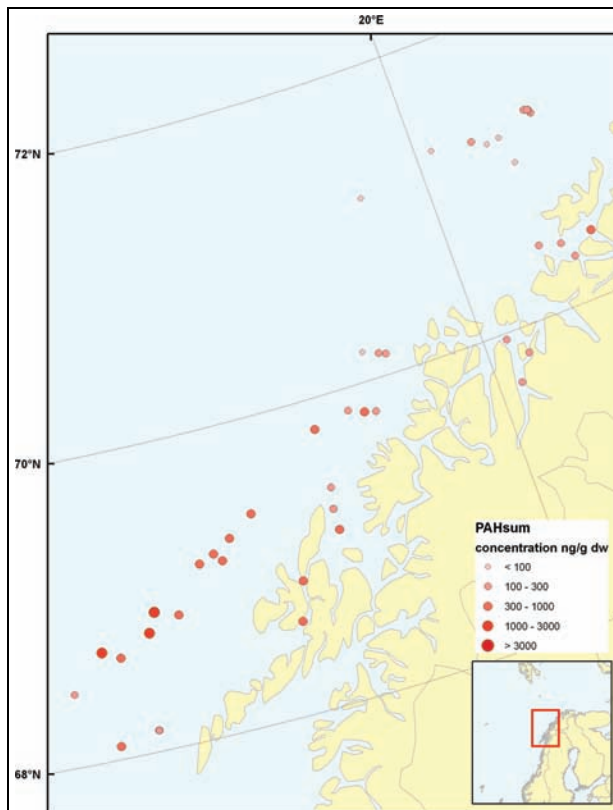 20°E
72°N
70°N
68°N
PAHsum
concentration ng/g dw
< 100
100 - 300
300 - 1000
1000 - 3000
> 3000